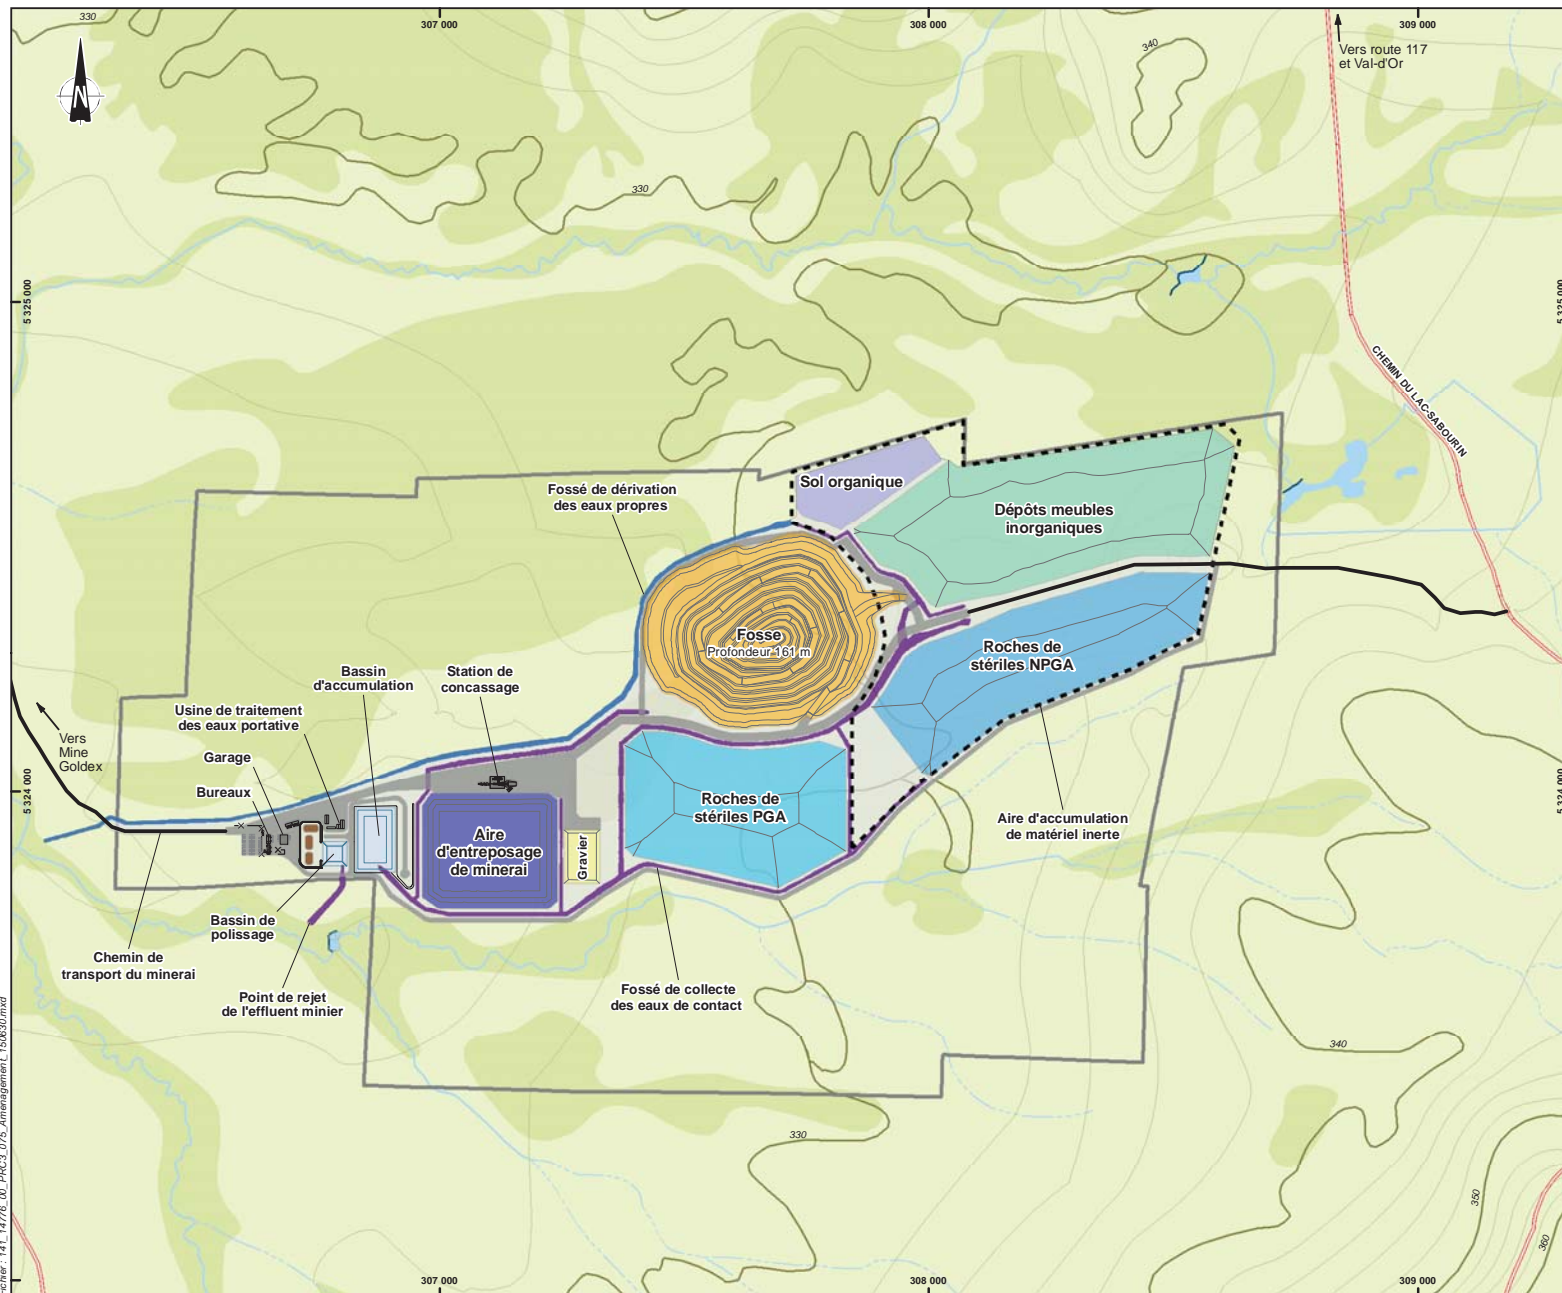 330
307 000
308 000
309 000
340
Vers route 117
et Val-d'Or
N
330
5 325 000
5 325 000
CHEMIN DU LAC-SABOURIN
Sol organique
Fossé de dérivation
des eaux propres
Dépôts meubles
inorganiques
Fosse
Profondeur 161 m
Roches de
stériles NPGA
Bassin
d'accumulation
Station de
concassage
Usine de traitement
des eaux portative
Vers
Mine
Goldex
Garage
Bureaux
5 324 000
5 324 000
Roches de
stériles PGA
Aire
d'entreposage
de minerai
Gravier
Aire d'accumulation
de matériel inerte
Bassin de
polissage
Chemin de
transport du minerai
Point de rejet
de l'effluent minier
Fossé de collecte
des eaux de contact
340
330
350
360
307 000
308 000
309 000